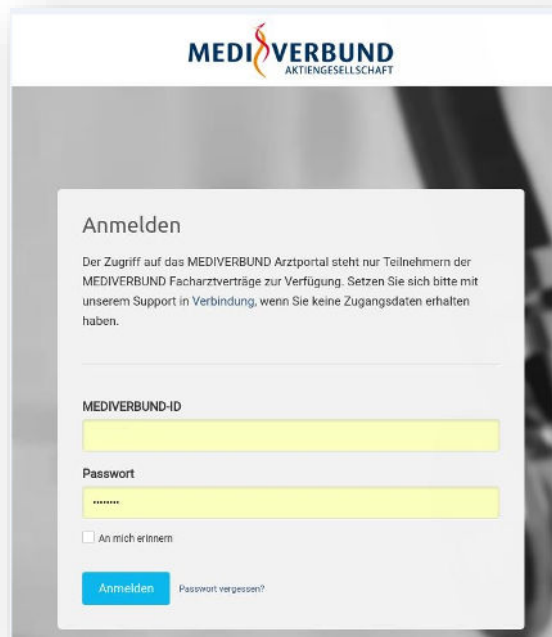 MEDIVERBUND
AKTIENGESELLSCHAFT
Anmelden
Der Zugriff auf das MEDIVERBUND Arztportal steht nur Teilnehmern der
MEDIVERBUND Facharztverträge zur Verfügung. Setzen Sie sich bitte mit
unserem Support in Verbindung, wenn Sie keine Zugangsdaten erhalten
haben.
MEDIVERBUND-ID
Passwort
........
An mich erinnern
Anmelden Passwort vergessen?